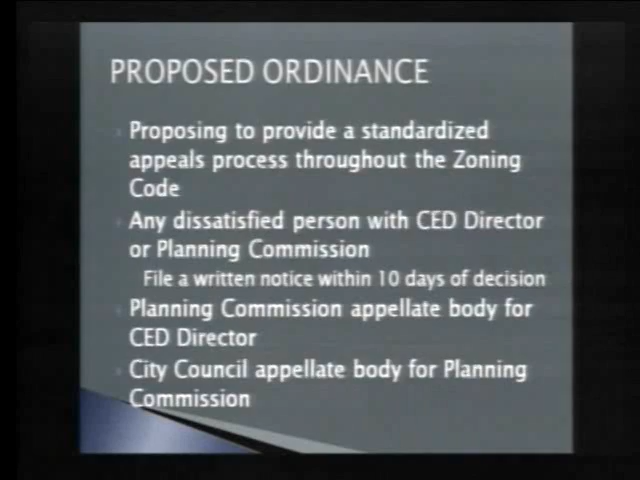 PROPOSED ORDINANCE
Proposing to provide a standardized
appeals process throughout the Zoning
Code
Any dissatisfied person with CED Director
or Planning Commission
File a written notice within 10 days of decision
Planning Commission appellate body for
CED Director
City Council appellate body for Planning
Commission